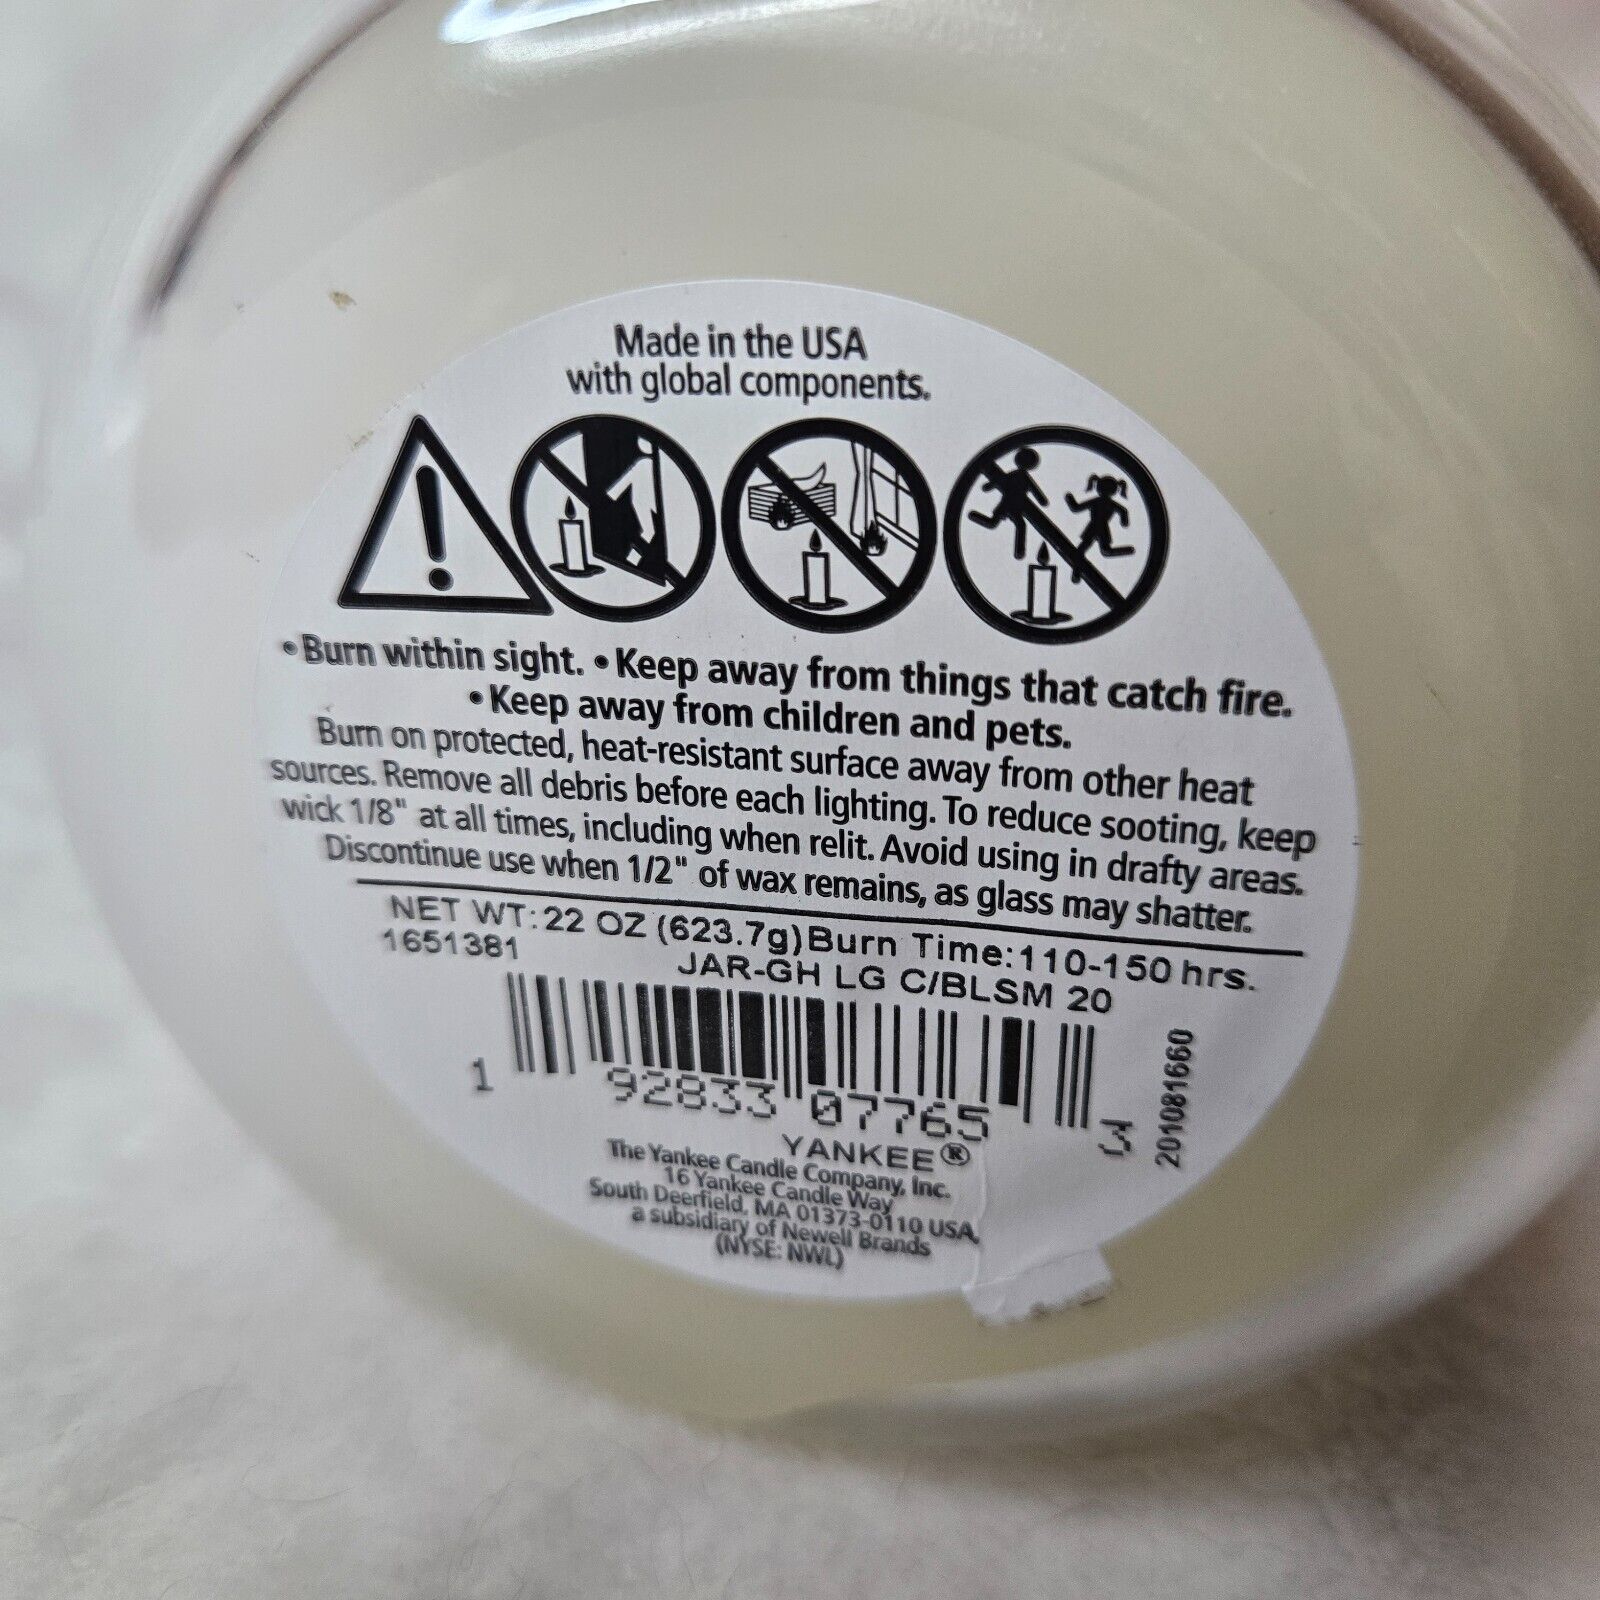 Made in the USA
with global components.
• Burn within sight. • Keep away from things that catch fire.
• Keep away from children and pets.
Burn on protected, heat-resistant surface away from other heat
sources. Remove all debris before each lighting. To reduce sooting, keep
wick 1/8" at all times, including when relit. Avoid using in drafty areas.
Discontinue use when 1/2" of wax remains, as glass may shatter.
NET WT: 22 OZ (623.7g) Burn Time: 110-150 hrs.
1651381
JAR-GH LG C/BLSM 20
1 92833 07765 3
201081660
YANKEE®
The Yankee Candle Company, Inc.
16 Yankee Candle Way
South Deerfield, MA 01373-0110 USA,
a subsidiary of Newell Brands
(NYSE: NWL)